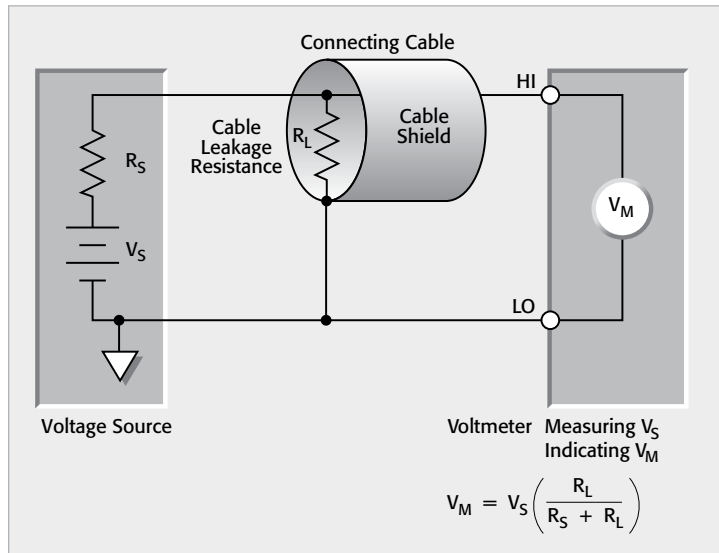 Connecting Cable
HI
Cable
Leakage
Resistance
R_L
Cable
Shield
R_S
V_M
V_S
LO
Voltage Source
Voltmeter Measuring V_S
Indicating V_M
V_M = V_S ( R_L / ( R_S + R_L ) )